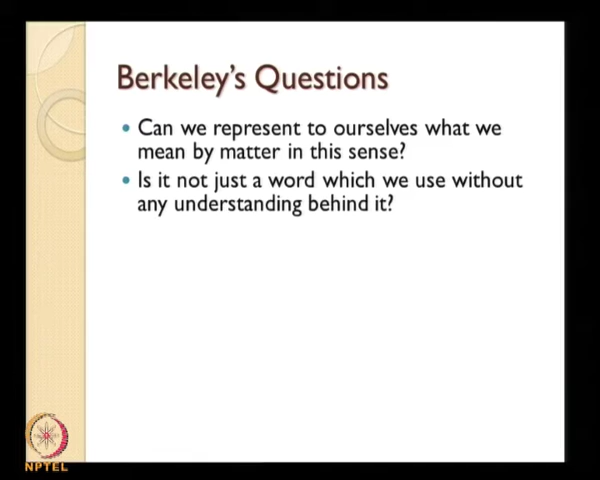 Berkeley's Questions
• Can we represent to ourselves what we
mean by matter in this sense?
• Is it not just a word which we use without
any understanding behind it?
NPTEL